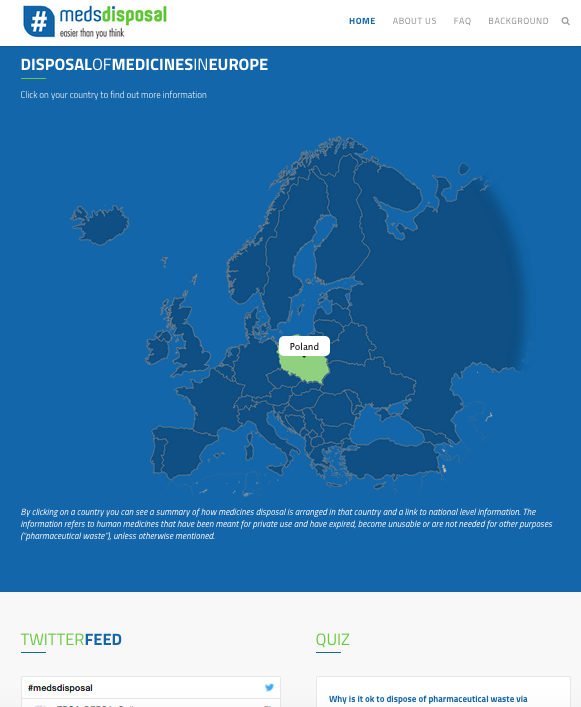 #
medsdisposal
easier than you think
HOME ABOUT US FAQ BACKGROUND
DISPOSALOFMEDICINESINEUROPE
Click on your country to find out more information
Poland
By clicking on a country you can see a summary of how medicines disposal is arranged in that country and a link to national level information. The
information refers to human medicines that have been meant for private use and have expired, become unusable or are not needed for other purposes
("pharmaceutical waste"), unless otherwise mentioned.
TWITTERFEED
#medsdisposal
QUIZ
Why is it ok to dispose of pharmaceutical waste via